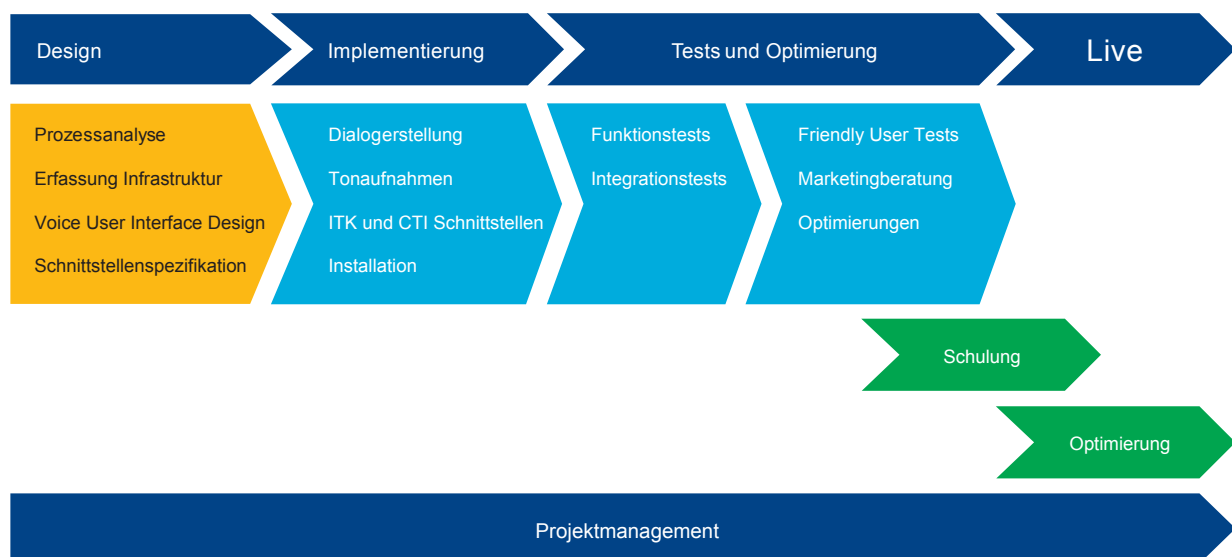 Design
Implementierung
Tests und Optimierung
Live
Prozessanalyse
Erfassung Infrastruktur
Voice User Interface Design
Schnittstellenspezifikation
Dialogerstellung
Tonaufnahmen
ITK und CTI Schnittstellen
Installation
Funktionstests
Integrationstests
Friendly User Tests
Marketingberatung
Optimierungen
Schulung
Optimierung
Projektmanagement